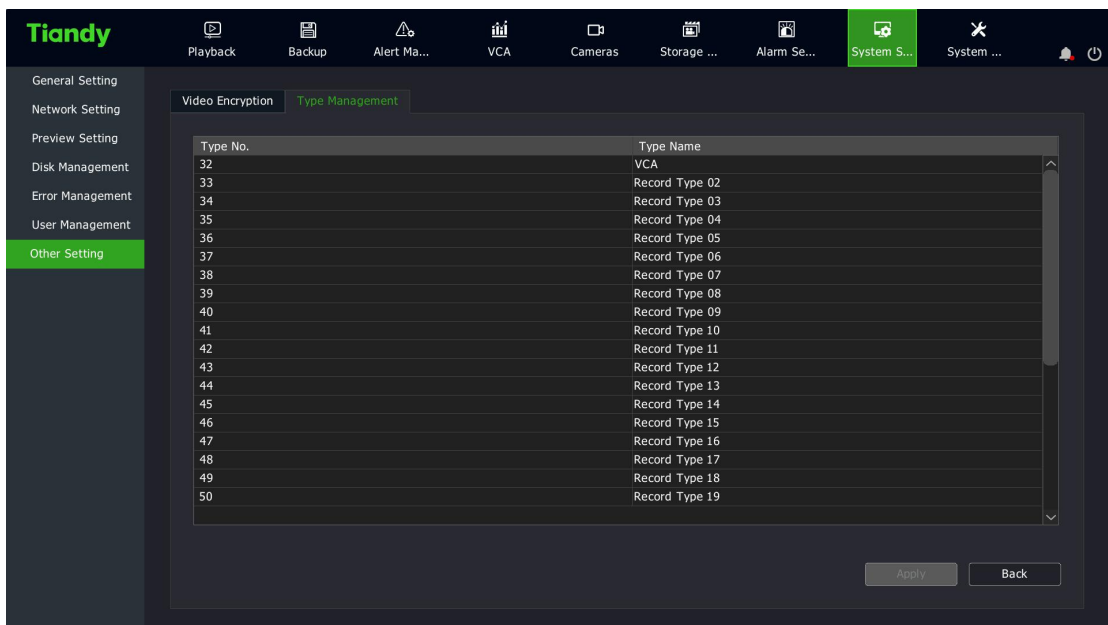 Tiandy
Playback Backup Alert Ma... VCA Cameras Storage ... Alarm Se... System S... System ...
General Setting
Network Setting
Preview Setting
Disk Management
Error Management
User Management
Other Setting
Video Encryption Type Management
Type No. Type Name
32 VCA
33 Record Type 02
34 Record Type 03
35 Record Type 04
36 Record Type 05
37 Record Type 06
38 Record Type 07
39 Record Type 08
40 Record Type 09
41 Record Type 10
42 Record Type 11
43 Record Type 12
44 Record Type 13
45 Record Type 14
46 Record Type 15
47 Record Type 16
48 Record Type 17
49 Record Type 18
50 Record Type 19
Apply Back